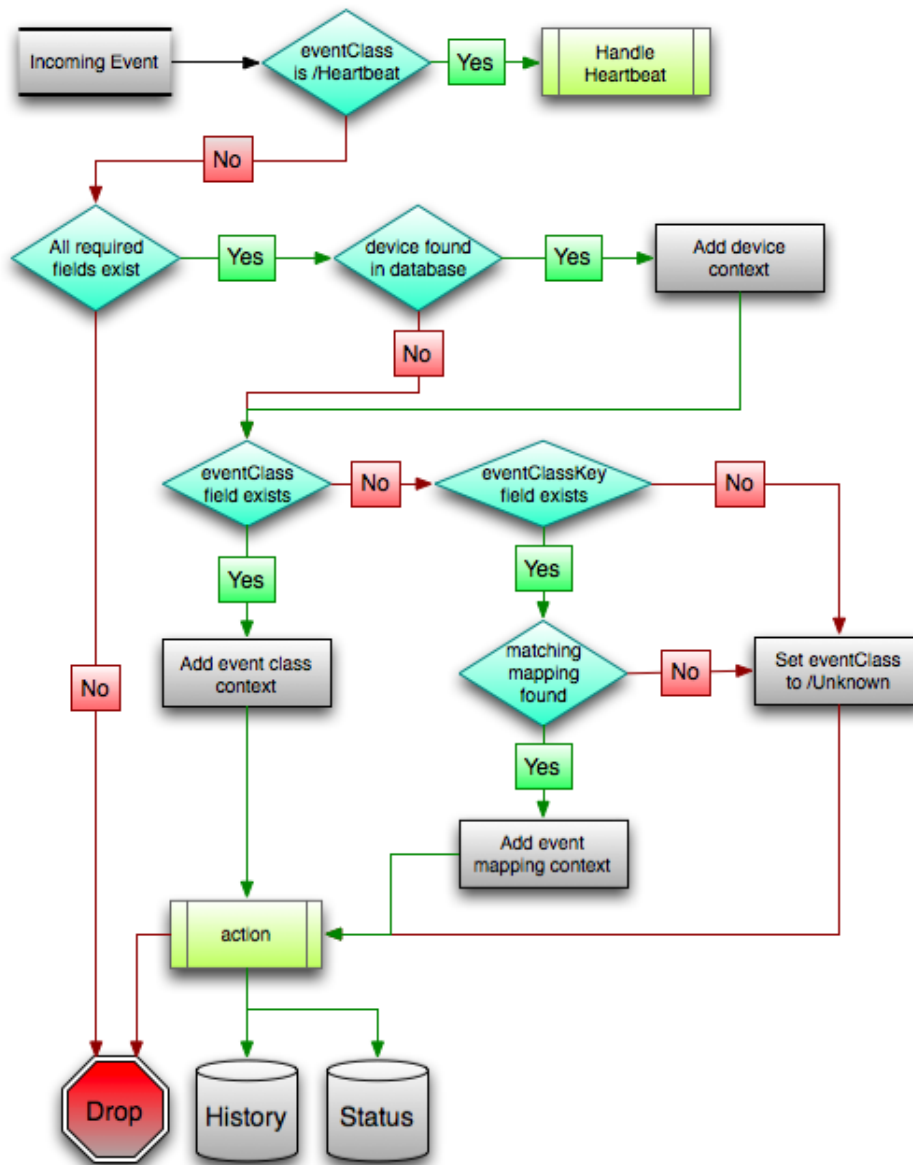 Incoming Event
eventClass
is /Heartbeat
Yes
Handle
Heartbeat
No
All required
fields exist
Yes
device found
in database
Yes
Add device
context
No
eventClass
field exists
No
eventClassKey
field exists
No
Yes
Yes
Add event class
context
matching
mapping
found
No
Set eventClass
to /Unknown
No
Yes
Add event
mapping context
action
Drop
History
Status